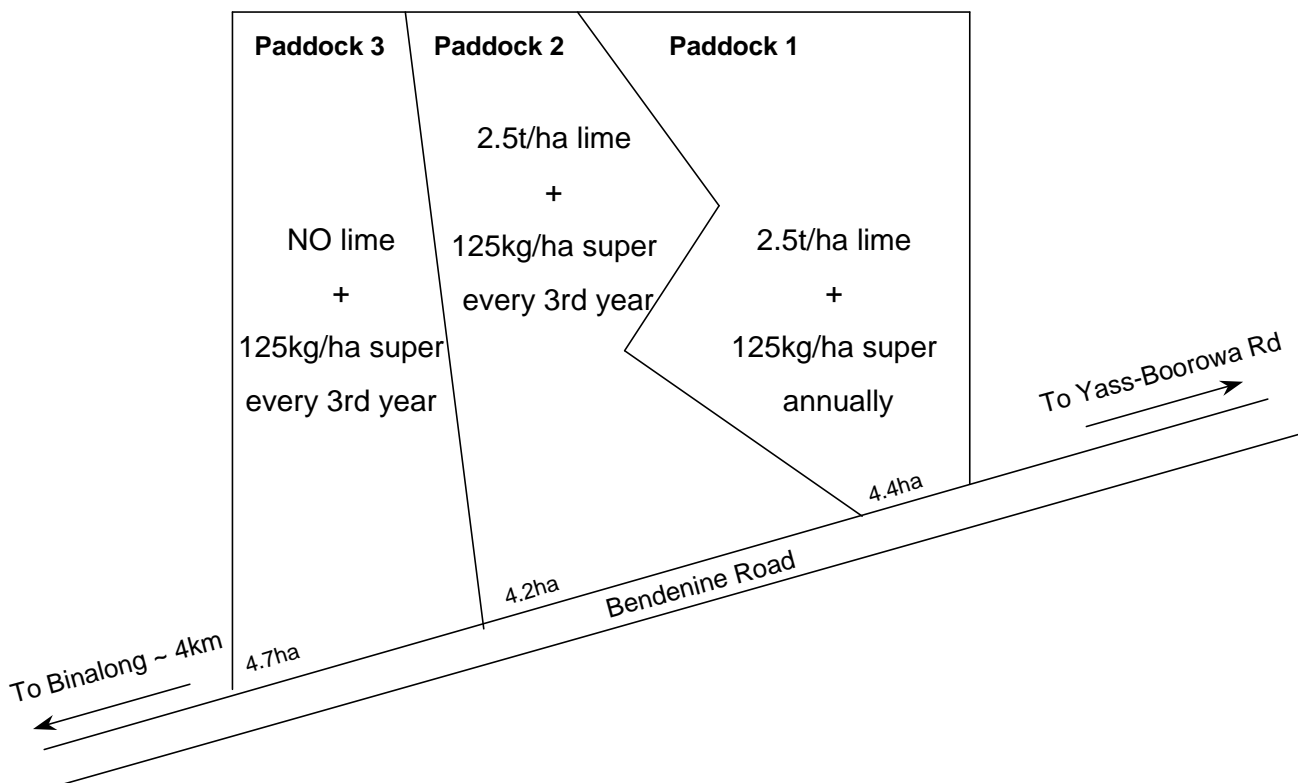 Paddock 3
NO lime
+
125kg/ha super
every 3rd year
4.7ha
Paddock 2
2.5t/ha lime
+
125kg/ha super
every 3rd year
4.2ha
Paddock 1
2.5t/ha lime
+
125kg/ha super
annually
4.4ha
To Yass-Boorowa Rd
Bendenine Road
To Binalong ~ 4km